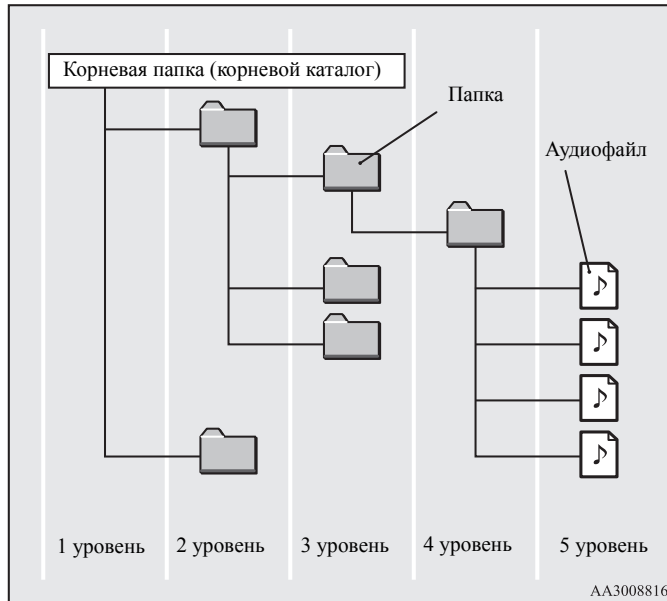 Корневая папка (корневой каталог)
Папка
Аудиофайл
1 уровень 2 уровень 3 уровень 4 уровень 5 уровень
AA3008816